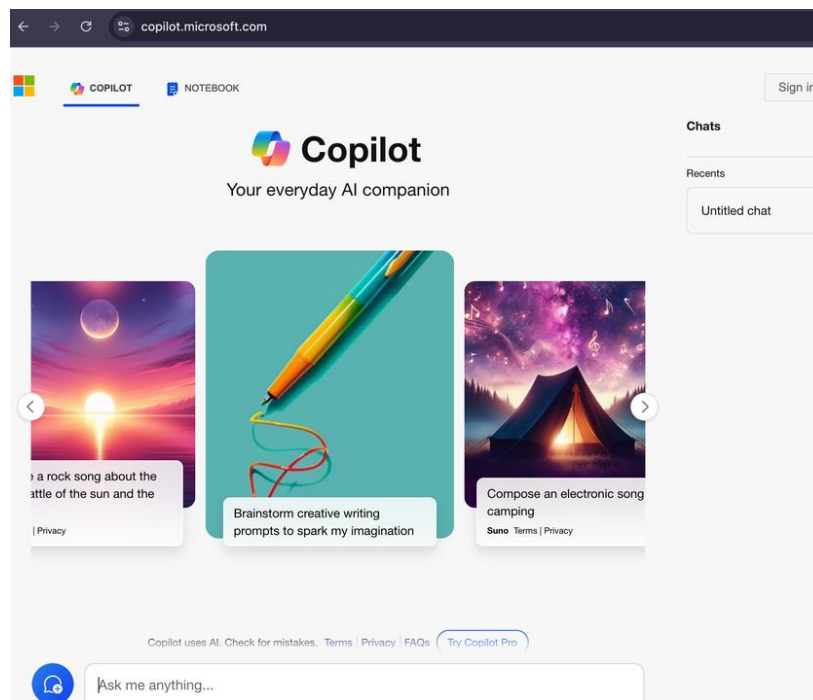 copilot.microsoft.com
COPILOT
NOTEBOOK
Sign in
Copilot
Your everyday AI companion
Chats
Recents
Untitled chat
a rock song about the
attle of the sun and the
| Privacy
Brainstorm creative writing
prompts to spark my imagination
Compose an electronic song
camping
Suno Terms | Privacy
Copilot uses AI. Check for mistakes. Terms | Privacy | FAQs Try Copilot Pro
Ask me anything...